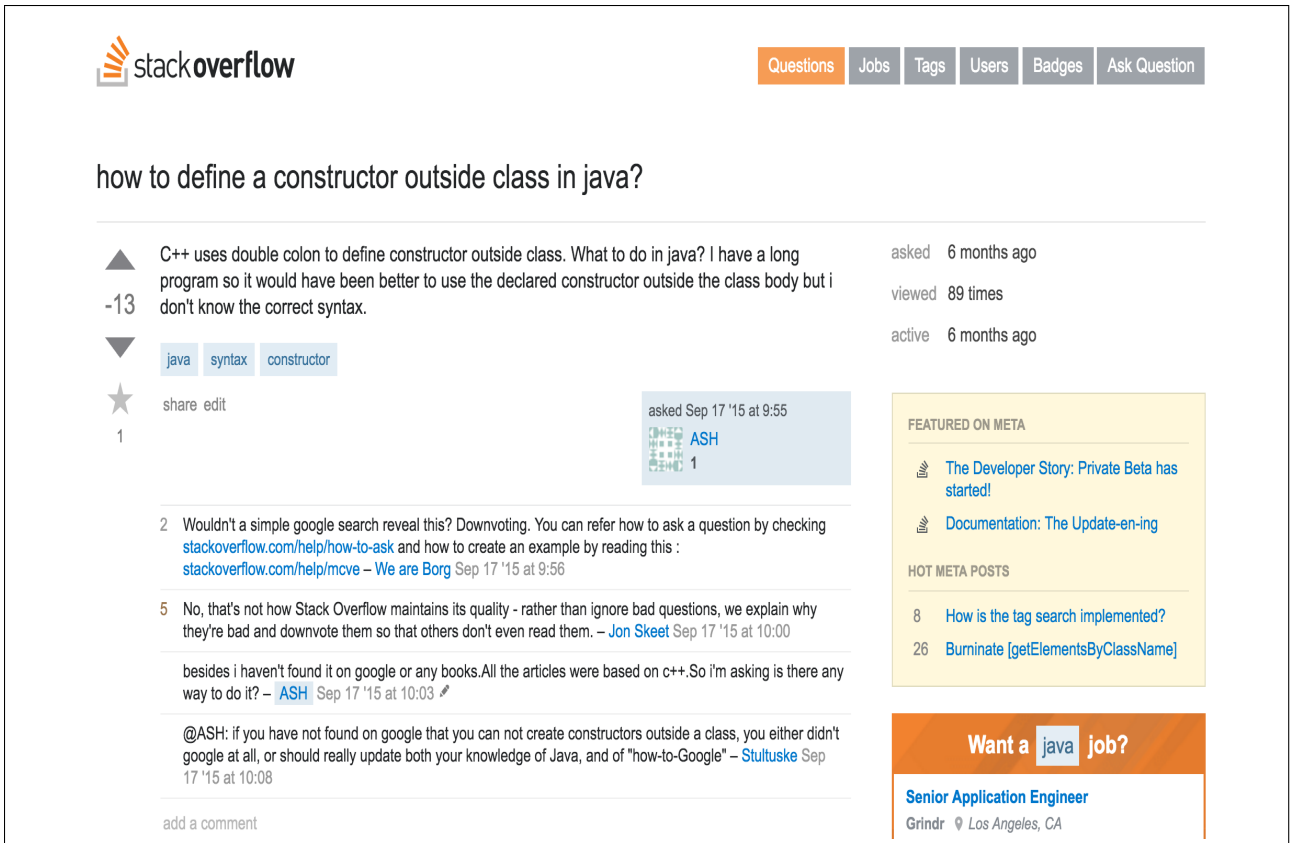 stackoverflow
Questions
Jobs
Tags
Users
Badges
Ask Question
how to define a constructor outside class in java?
C++ uses double colon to define constructor outside class. What to do in java? I have a long
program so it would have been better to use the declared constructor outside the class body but i
don't know the correct syntax.
-13
1
java
syntax
constructor
share edit
asked Sep 17 '15 at 9:55
ASH
1
2 Wouldn't a simple google search reveal this? Downvoting. You can refer how to ask a question by checking
stackoverflow.com/help/how-to-ask and how to create an example by reading this :
stackoverflow.com/help/mcve – We are Borg Sep 17 '15 at 9:56
5 No, that's not how Stack Overflow maintains its quality - rather than ignore bad questions, we explain why
they're bad and downvote them so that others don't even read them. – Jon Skeet Sep 17 '15 at 10:00
besides i haven't found it on google or any books.All the articles were based on c++.So i'm asking is there any
way to do it? – ASH Sep 17 '15 at 10:03
@ASH: if you have not found on google that you can not create constructors outside a class, you either didn't
google at all, or should really update both your knowledge of Java, and of "how-to-Google" – Stultuske Sep
17 '15 at 10:08
add a comment
asked 6 months ago
viewed 89 times
active 6 months ago
FEATURED ON META
The Developer Story: Private Beta has
started!
Documentation: The Update-en-ing
HOT META POSTS
8 How is the tag search implemented?
26 Burninate [getElementsByClassName]
Want a java job?
Senior Application Engineer
Grindr Los Angeles, CA